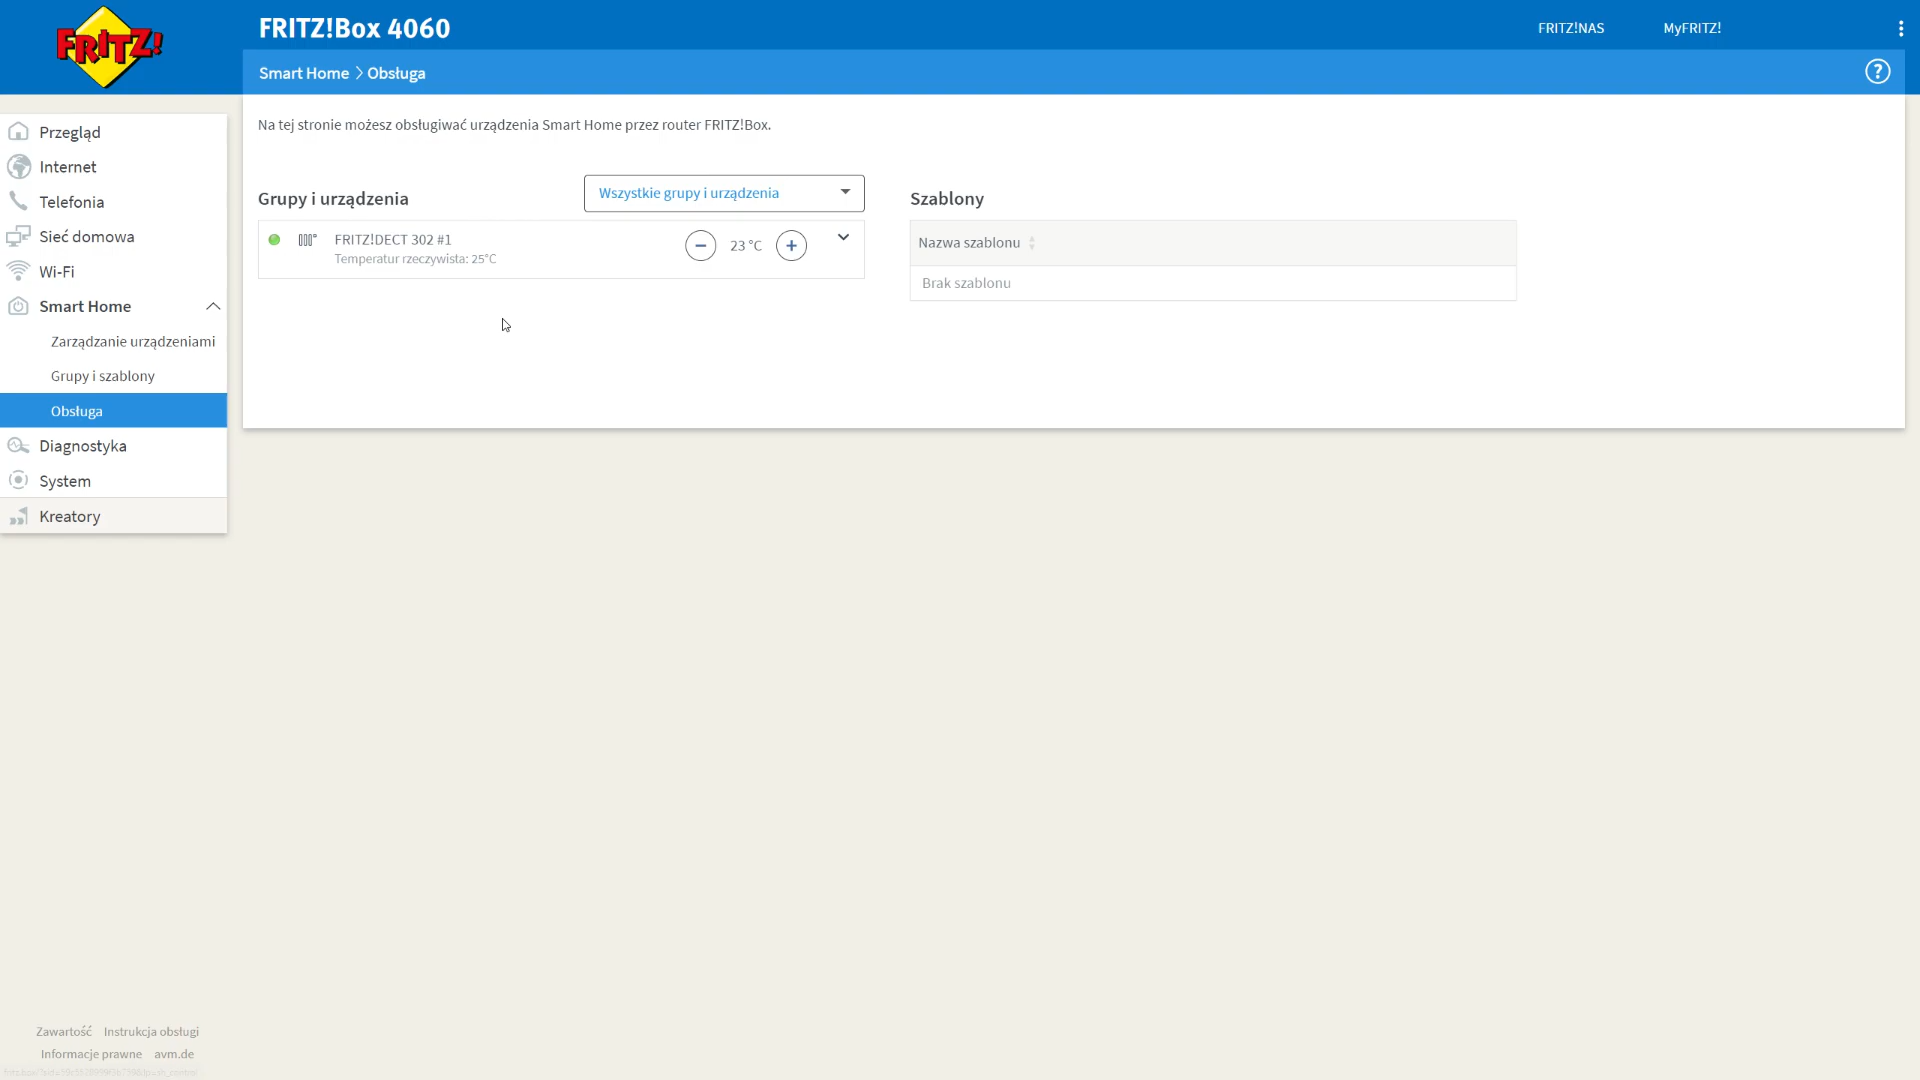 FRITZ!
FRITZ!Box 4060
FRITZ!NAS
MyFRITZ!
Smart Home > Obsługa
?
Na tej stronie możesz obsługiwać urządzenia Smart Home przez router FRITZ!Box.
Przegląd
Internet
Telefonia
Sieć domowa
Wi-Fi
Smart Home
Zarządzanie urządzeniami
Grupy i szablony
Obsługa
Diagnostyka
System
Kreatory
Grupy i urządzenia
Wszystkie grupy i urządzenia
FRITZ!DECT 302 #1
Temperatur rzeczywista: 25°C
− 23 °C +
Szablony
Nazwa szablonu
Brak szablonu
Zawartość Instrukcja obsługi
Informacje prawne avm.de